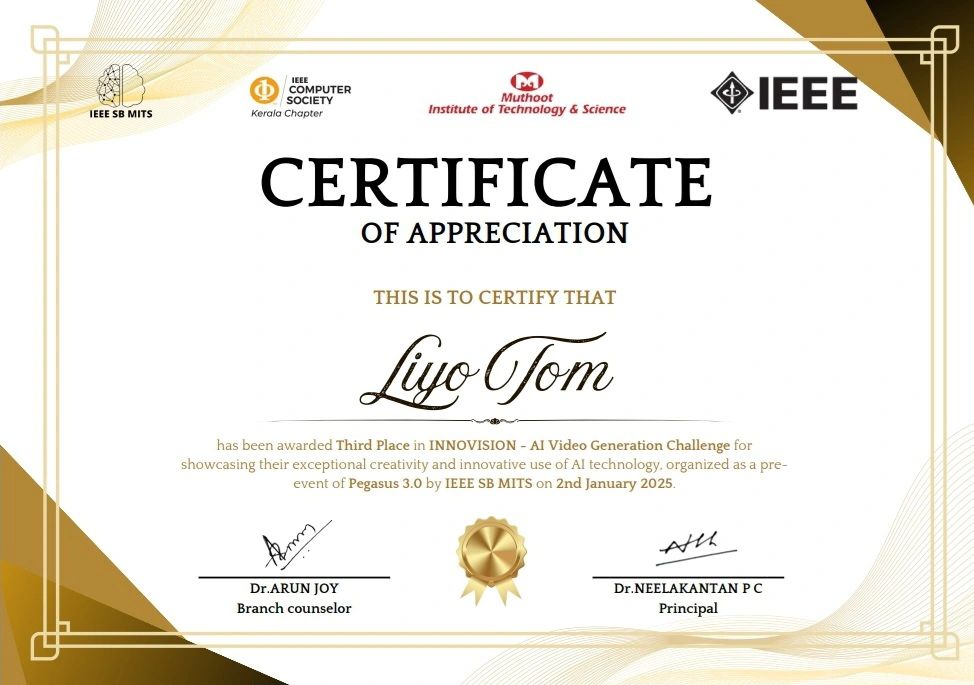 IEEE SB MITS
IEEE
COMPUTER
SOCIETY
Kerala Chapter
Muthoot
Institute of Technology & Science
IEEE
CERTIFICATE
OF APPRECIATION
THIS IS TO CERTIFY THAT
Liyo Tom
has been awarded Third Place in INNOVISION - AI Video Generation Challenge for
showcasing their exceptional creativity and innovative use of AI technology, organized as a pre-
event of Pegasus 3.0 by IEEE SB MITS on 2nd January 2025.
Dr.ARUN JOY
Branch counselor
Dr.NEELAKANTAN P C
Principal